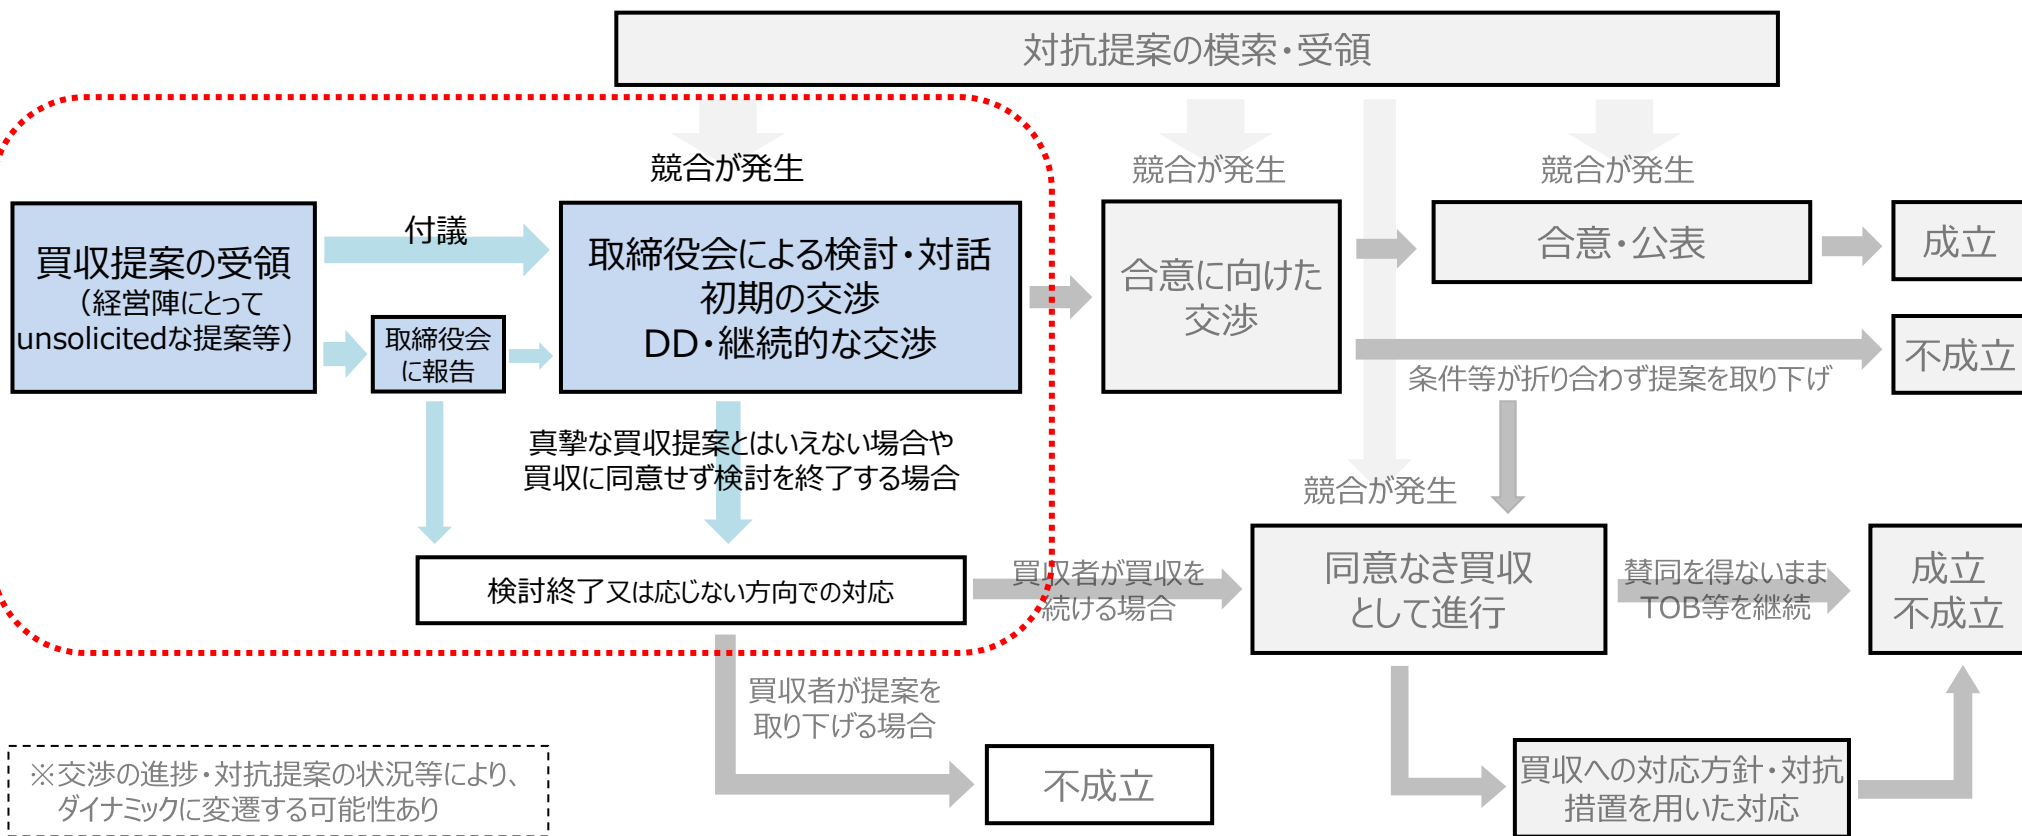 対抗提案の模索・受領
競合が発生
競合が発生
競合が発生
付議
買収提案の受領
（経営陣にとって
unsolicitedな提案等）
取締役会
に報告
取締役会による検討・対話
初期の交渉
DD・継続的な交渉
合意に向けた
交渉
合意・公表
成立
不成立
条件等が折り合わず提案を取り下げ
真摯な買収提案とはいえない場合や
買収に同意せず検討を終了する場合
競合が発生
検討終了又は応じない方向での対応
買収者が買収を
続ける場合
同意なき買収
として進行
賛同を得ないまま
TOB等を継続
成立
不成立
買収者が提案を
取り下げる場合
不成立
買収への対応方針・対抗
措置を用いた対応
※交渉の進捗・対抗提案の状況等により、
ダイナミックに変遷する可能性あり